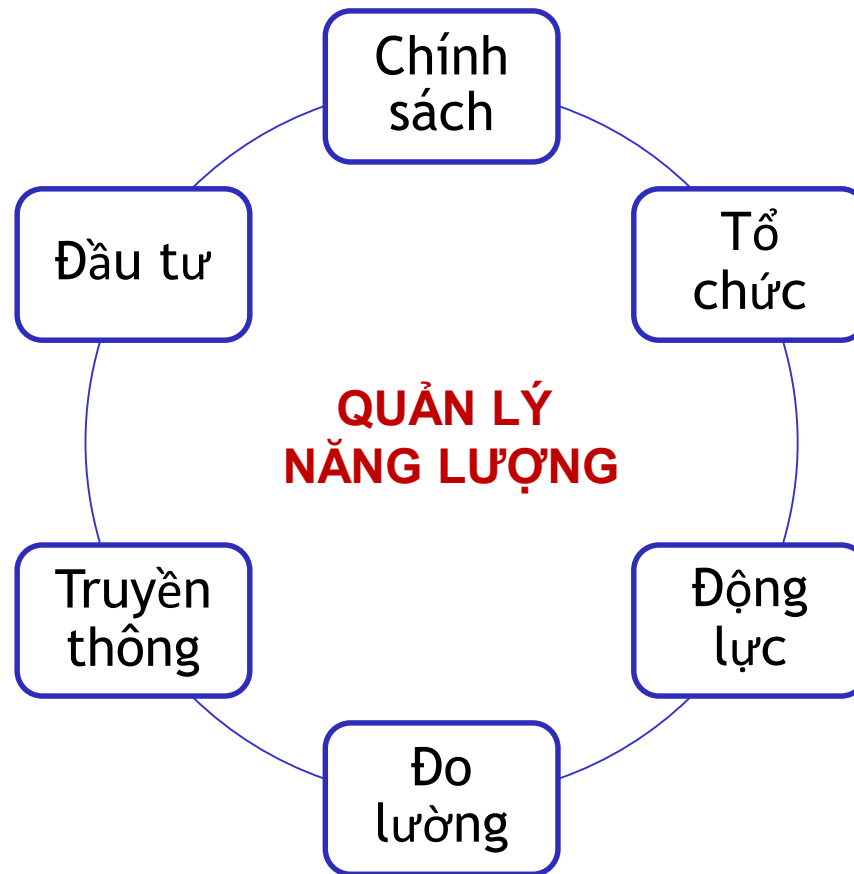 Chính
sách
Tổ
chức
Động
lực
Đo
lường
Truyền
thông
Đầu tư
QUẢN LÝ
NĂNG LƯỢNG